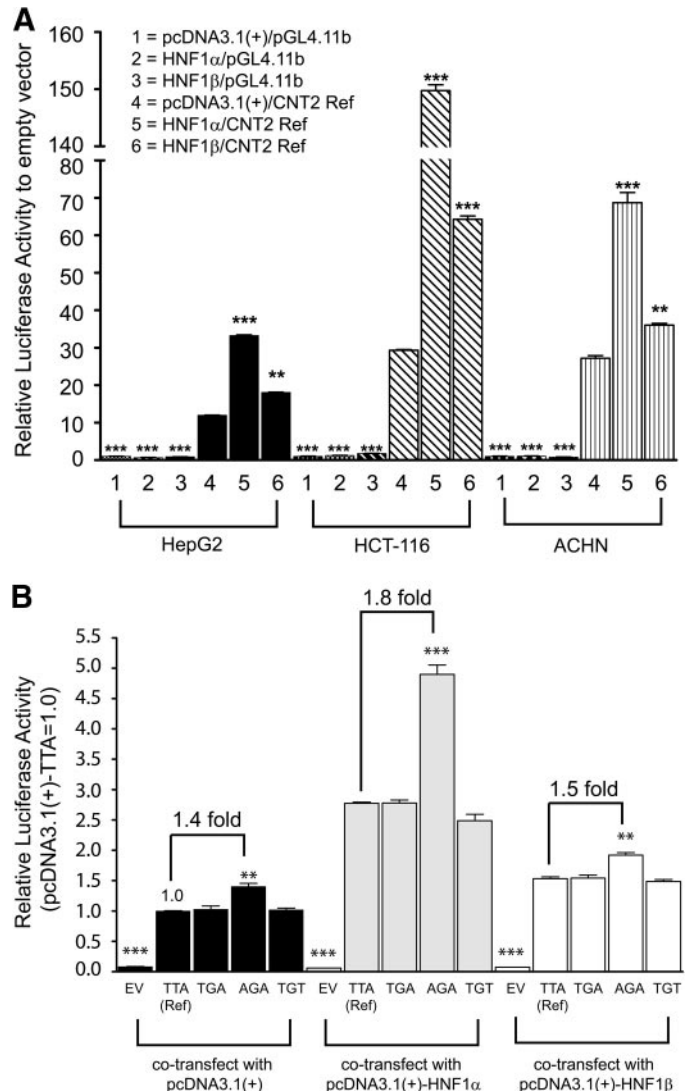 A
Relative Luciferase Activity to empty vector
160
150
140
80
70
60
50
40
30
20
10
0
1 = pcDNA3.1(+)/pGL4.11b
2 = HNF1α/pGL4.11b
3 = HNF1β/pGL4.11b
4 = pcDNA3.1(+)/CNT2 Ref
5 = HNF1α/CNT2 Ref
6 = HNF1β/CNT2 Ref
*** *** *** *** **
*** *** *** *** ***
*** *** *** *** **
1 2 3 4 5 6 1 2 3 4 5 6 1 2 3 4 5 6
HepG2 HCT-116 ACHN
B
Relative Luciferase Activity
(pcDNA3.1(+)-TTA=1.0)
5.5
5.0
4.5
4.0
3.5
3.0
2.5
2.0
1.5
1.0
0.5
0.0
1.4 fold
1.8 fold
1.5 fold
*** 1.0 **
*** ***
*** **
EV TTA TGA AGA TGT EV TTA TGA AGA TGT EV TTA TGA AGA TGT
(Ref) (Ref) (Ref)
co-transfect with
pcDNA3.1(+)
co-transfect with
pcDNA3.1(+)-HNF1α
co-transfect with
pcDNA3.1(+)-HNF1β